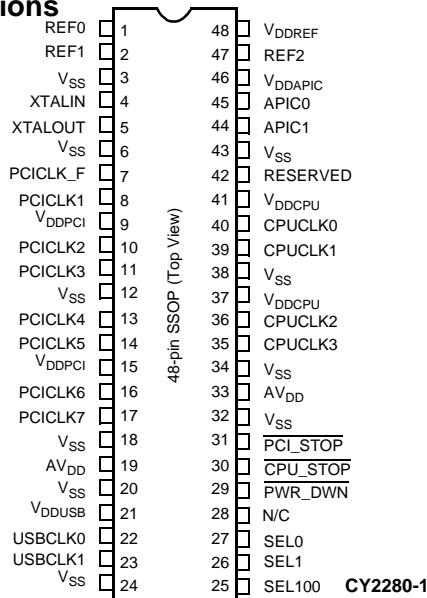 ions
REF0 1 48 VDDREF
REF1 2 47 REF2
VSS 3 46 VDDAPIC
XTALIN 4 45 APIC0
XTALOUT 5 44 APIC1
VSS 6 43 VSS
PCICLK_F 7 42 RESERVED
PCICLK1 8 41 VDDCPU
VDDPCI 9 40 CPUCLK0
PCICLK2 10 39 CPUCLK1
PCICLK3 11 38 VSS
VSS 12 37 VDDCPU
PCICLK4 13 36 CPUCLK2
PCICLK5 14 35 CPUCLK3
VDDPCI 15 34 VSS
PCICLK6 16 33 AVDD
PCICLK7 17 32 VSS
VSS 18 31 PCI_STOP
AVDD 19 30 CPU_STOP
VSS 20 29 PWR_DWN
VDDUSB 21 28 N/C
USBCLK0 22 27 SEL0
USBCLK1 23 26 SEL1
VSS 24 25 SEL100 CY2280-1
48-pin SSOP (Top View)